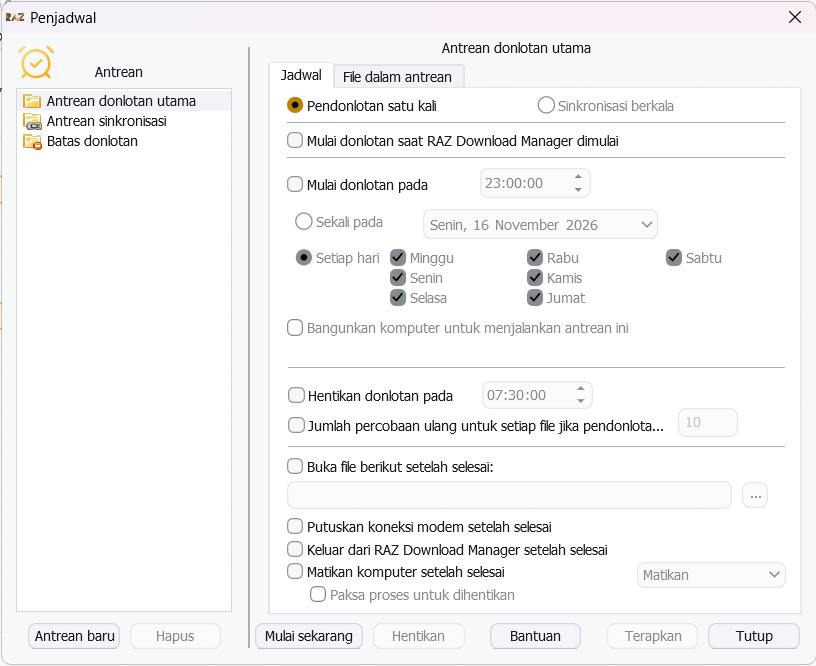 RAZ Penjadwal
Antrean
Antrean donlotan utama
Antrean sinkronisasi
Batas donlotan
Antrean baru
Hapus
Antrean donlotan utama
Jadwal
File dalam antrean
Pendonlotan satu kali
Sinkronisasi berkala
Mulai donlotan saat RAZ Download Manager dimulai
Mulai donlotan pada
23:00:00
Sekali pada
Senin, 16 November 2026
Setiap hari
Minggu
Rabu
Sabtu
Senin
Kamis
Selasa
Jumat
Bangunkan komputer untuk menjalankan antrean ini
Hentikan donlotan pada
07:30:00
Jumlah percobaan ulang untuk setiap file jika pendonlota...
10
Buka file berikut setelah selesai:
...
Putuskan koneksi modem setelah selesai
Keluar dari RAZ Download Manager setelah selesai
Matikan komputer setelah selesai
Matikan
Paksa proses untuk dihentikan
Mulai sekarang
Hentikan
Bantuan
Terapkan
Tutup